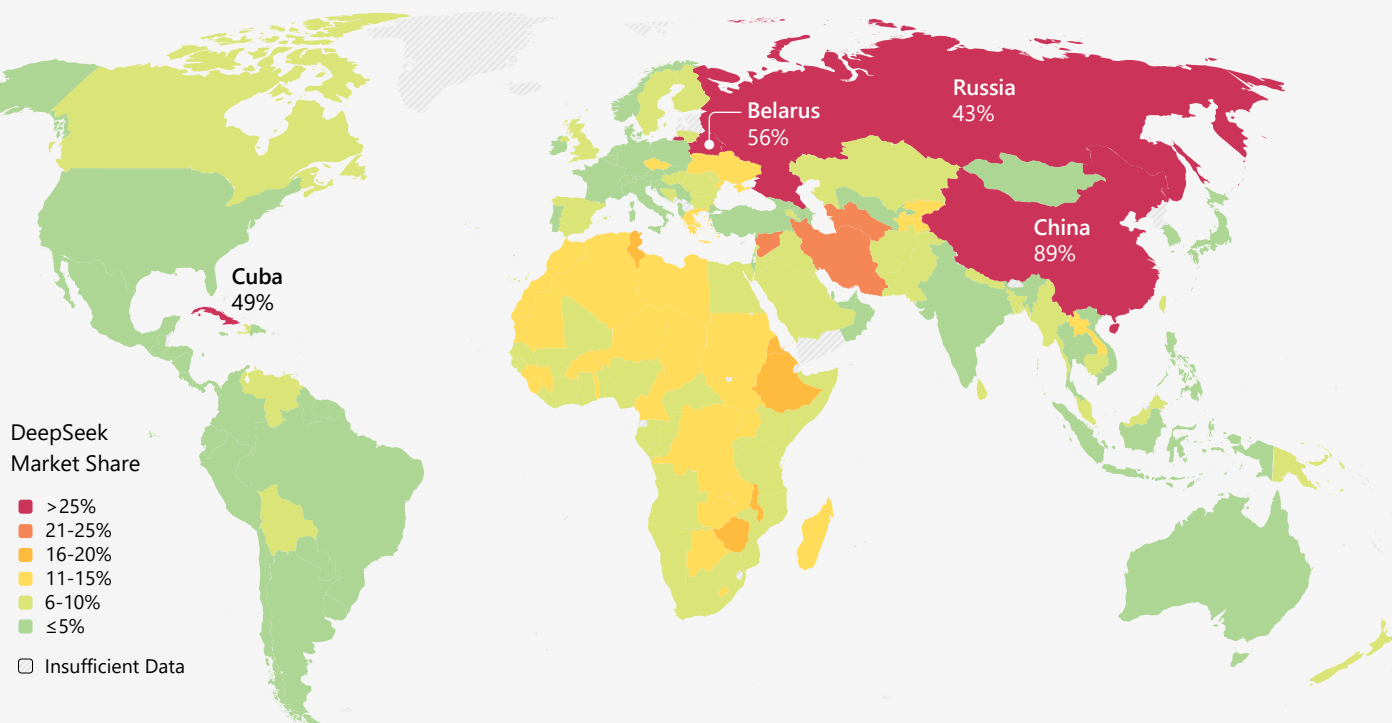 Russia
43%
Belarus
56%
China
89%
Cuba
49%
DeepSeek
Market Share
>25%
21-25%
16-20%
11-15%
6-10%
≤5%
Insufficient Data